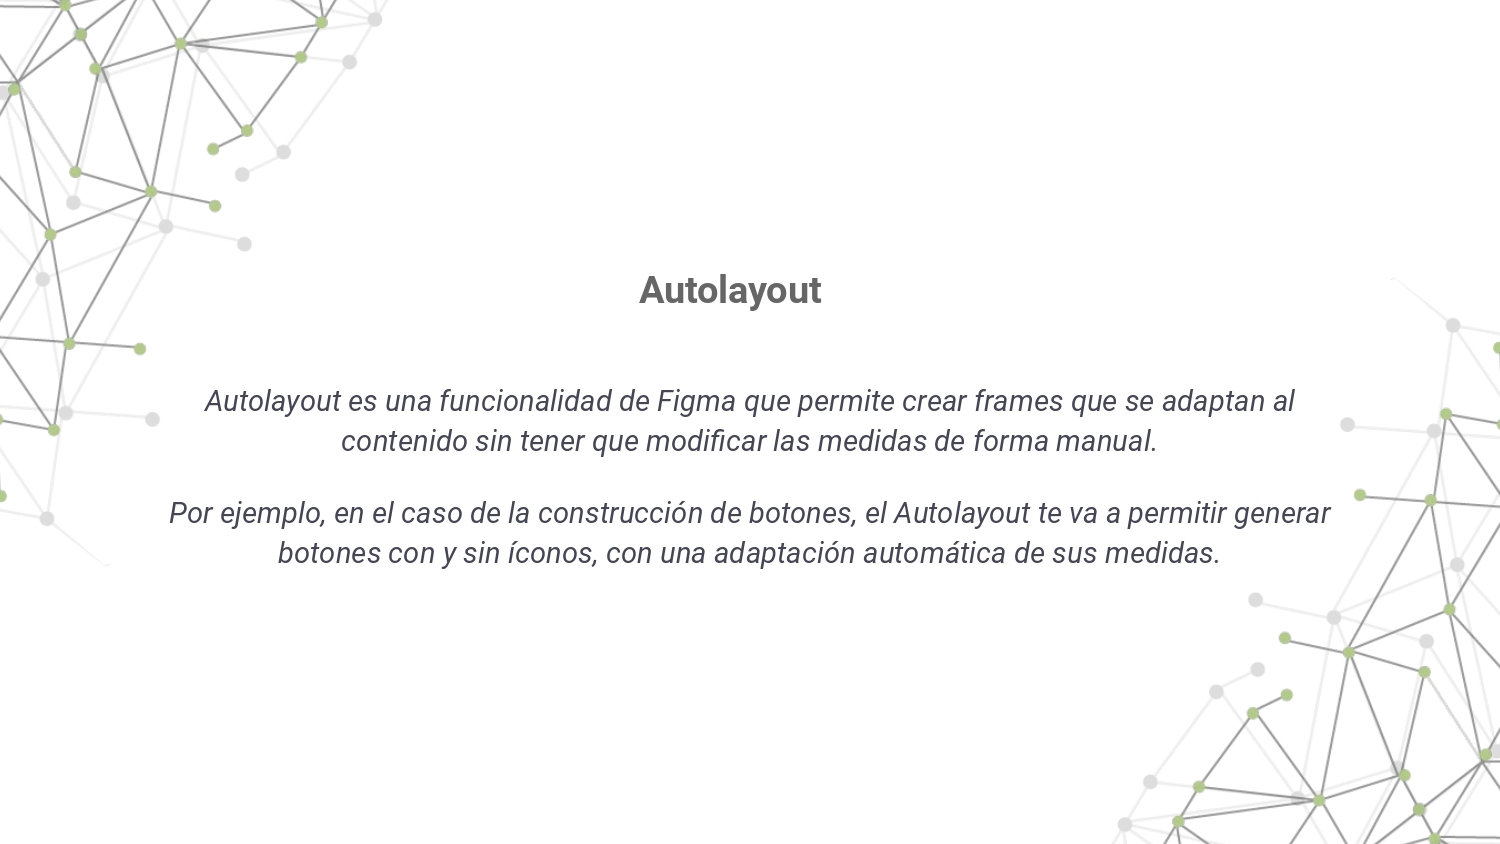 Autolayout
Autolayout es una funcionalidad de Figma que permite crear frames que se adaptan al
contenido sin tener que modificar las medidas de forma manual.
Por ejemplo, en el caso de la construcción de botones, el Autolayout te va a permitir generar
botones con y sin íconos, con una adaptación automática de sus medidas.